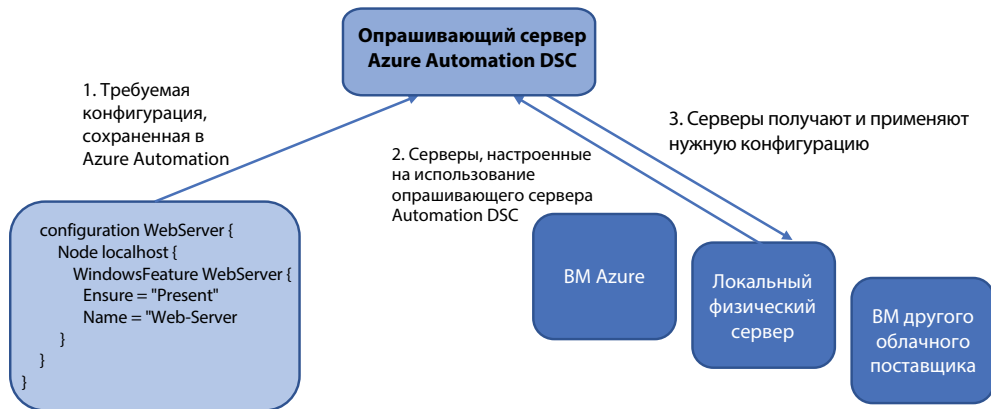 Опрашивающий сервер
Azure Automation DSC
1. Требуемая
конфигурация,
сохраненная в
Azure Automation
2. Серверы, настроенные
на использование
опрашивающего сервера
Automation DSC
3. Серверы получают и применяют
нужную конфигурацию
configuration WebServer {
Node localhost {
WindowsFeature WebServer {
Ensure = "Present"
Name = "Web-Server
}
}
}
ВМ Azure
Локальный
физический
сервер
ВМ другого
облачного
поставщика